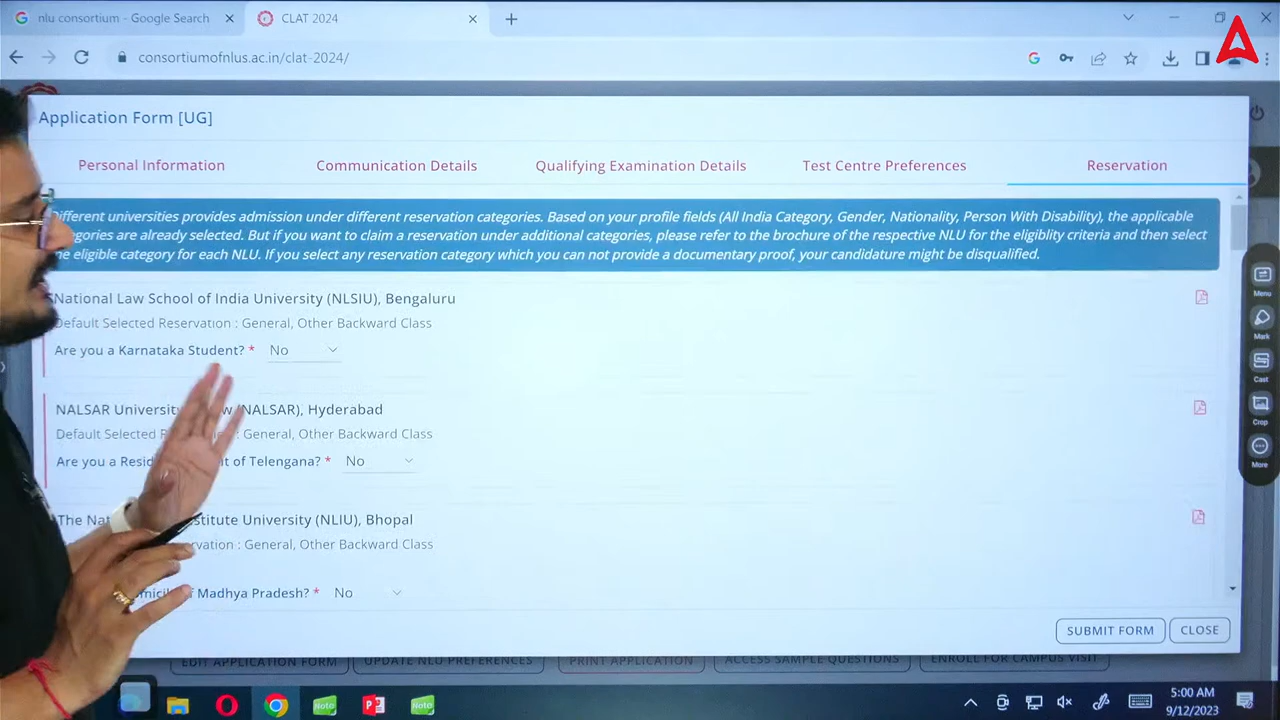 nlu consortium - Google Search
CLAT 2024
consortiumofnlus.ac.in/clat-2024/
Application Form [UG]
Personal Information
Communication Details
Qualifying Examination Details
Test Centre Preferences
Reservation
Different universities provides admission under different reservation categories. Based on your profile fields (All India Category, Gender, Nationality, Person With Disability), the applicable
are already selected. But if you want to claim a reservation under additional categories, please refer to the brochure of the respective NLU for the eligiblity criteria and then select
eligible category for each NLU. If you select any reservation category which you can not provide a documentary proof, your candidature might be disqualified.
National Law School of India University (NLSIU), Bengaluru
Default Selected Reservation : General, Other Backward Class
Are you a Karnataka Student? * No
NALSAR (NALSAR), Hyderabad
Default Selected : General, Other Backward Class
Are you a of Telengana? * No
The University (NLIU), Bhopal
: General, Other Backward Class
of Madhya Pradesh? * No
SUBMIT FORM
CLOSE
EDIT APPLICATION FORM
UPDATE NLU PREFERENCES
PRINT APPLICATION
ACCESS SAMPLE QUESTIONS
ENROLL FOR CAMPUS VISIT
Menu
Mark
Cast
Crop
More
Noto
Noto
5:00 AM
9/12/2023